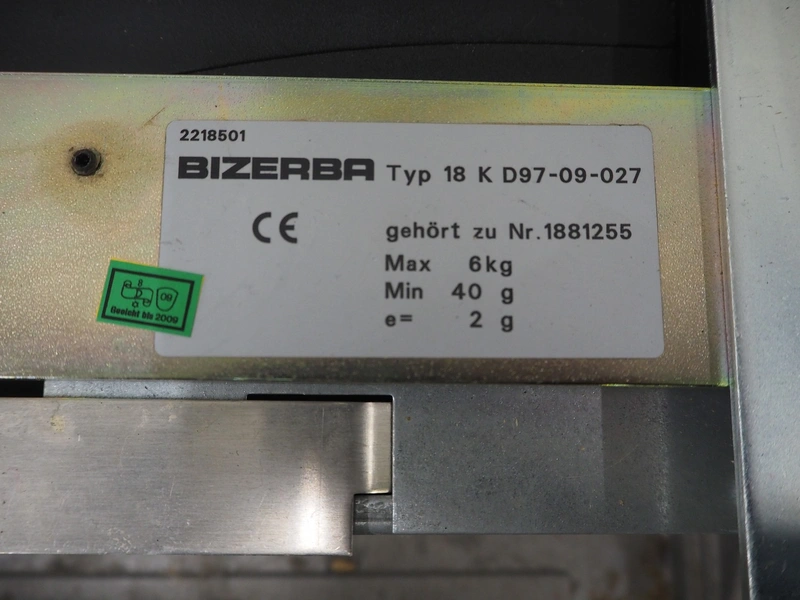 2218501
BIZERBA Typ 18 K D97-09-027
CE
gehört zu Nr.1881255
Max 6kg
Min 40 g
e= 2 g
09
Geeicht bis 2009